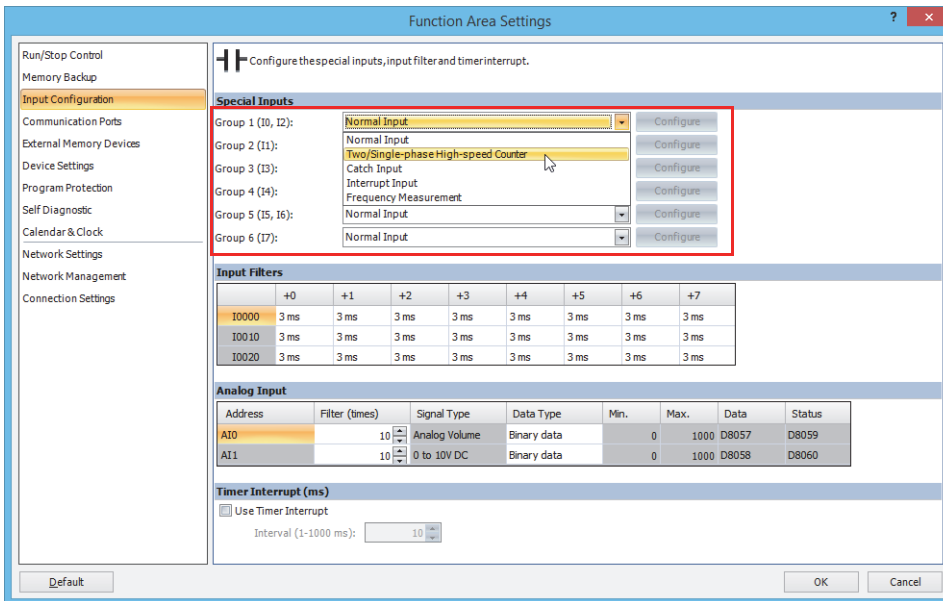 Function Area Settings
? ×
Run/Stop Control
Memory Backup
Input Configuration
Communication Ports
External Memory Devices
Device Settings
Program Protection
Self Diagnostic
Calendar & Clock
Network Settings
Network Management
Connection Settings
Configure the special inputs, input filter and timer interrupt.
Special Inputs
Group 1 (I0, I2): Normal Input Configure
Normal Input
Group 2 (I1): Configure
Two/Single-phase High-speed Counter
Group 3 (I3): Catch Input Configure
Interrupt Input
Group 4 (I4): Configure
Frequency Measurement
Group 5 (I5, I6): Normal Input Configure
Group 6 (I7): Normal Input Configure
Input Filters
+0 +1 +2 +3 +4 +5 +6 +7
I0000 3 ms 3 ms 3 ms 3 ms 3 ms 3 ms 3 ms 3 ms
I0010 3 ms 3 ms 3 ms 3 ms 3 ms 3 ms 3 ms 3 ms
I0020 3 ms 3 ms 3 ms 3 ms 3 ms 3 ms 3 ms 3 ms
Analog Input
Address Filter (times) Signal Type Data Type Min. Max. Data Status
AI0 10 Analog Volume Binary data 0 1000 D8057 D8059
AI1 10 0 to 10V DC Binary data 0 1000 D8058 D8060
Timer Interrupt (ms)
Use Timer Interrupt
Interval (1-1000 ms): 10
Default OK Cancel